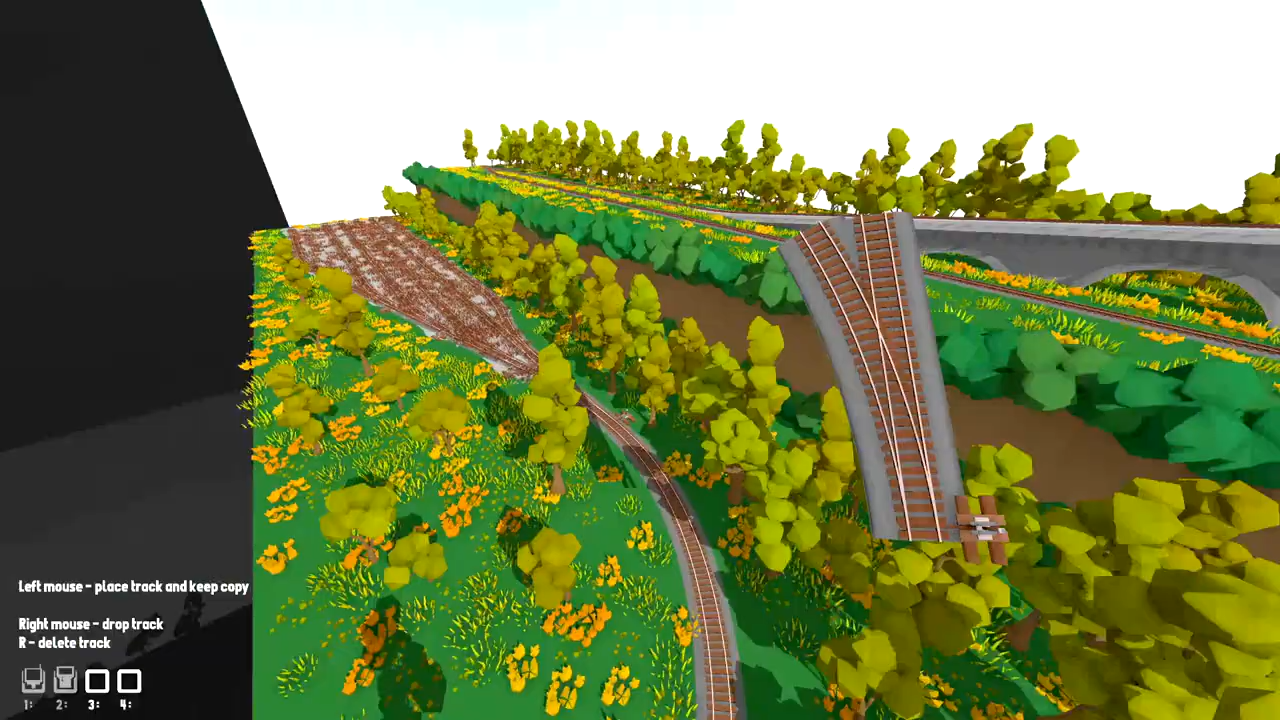 Left mouse - place track and keep copy
Right mouse - drop track
R - delete track
1: 2: 3: 4: